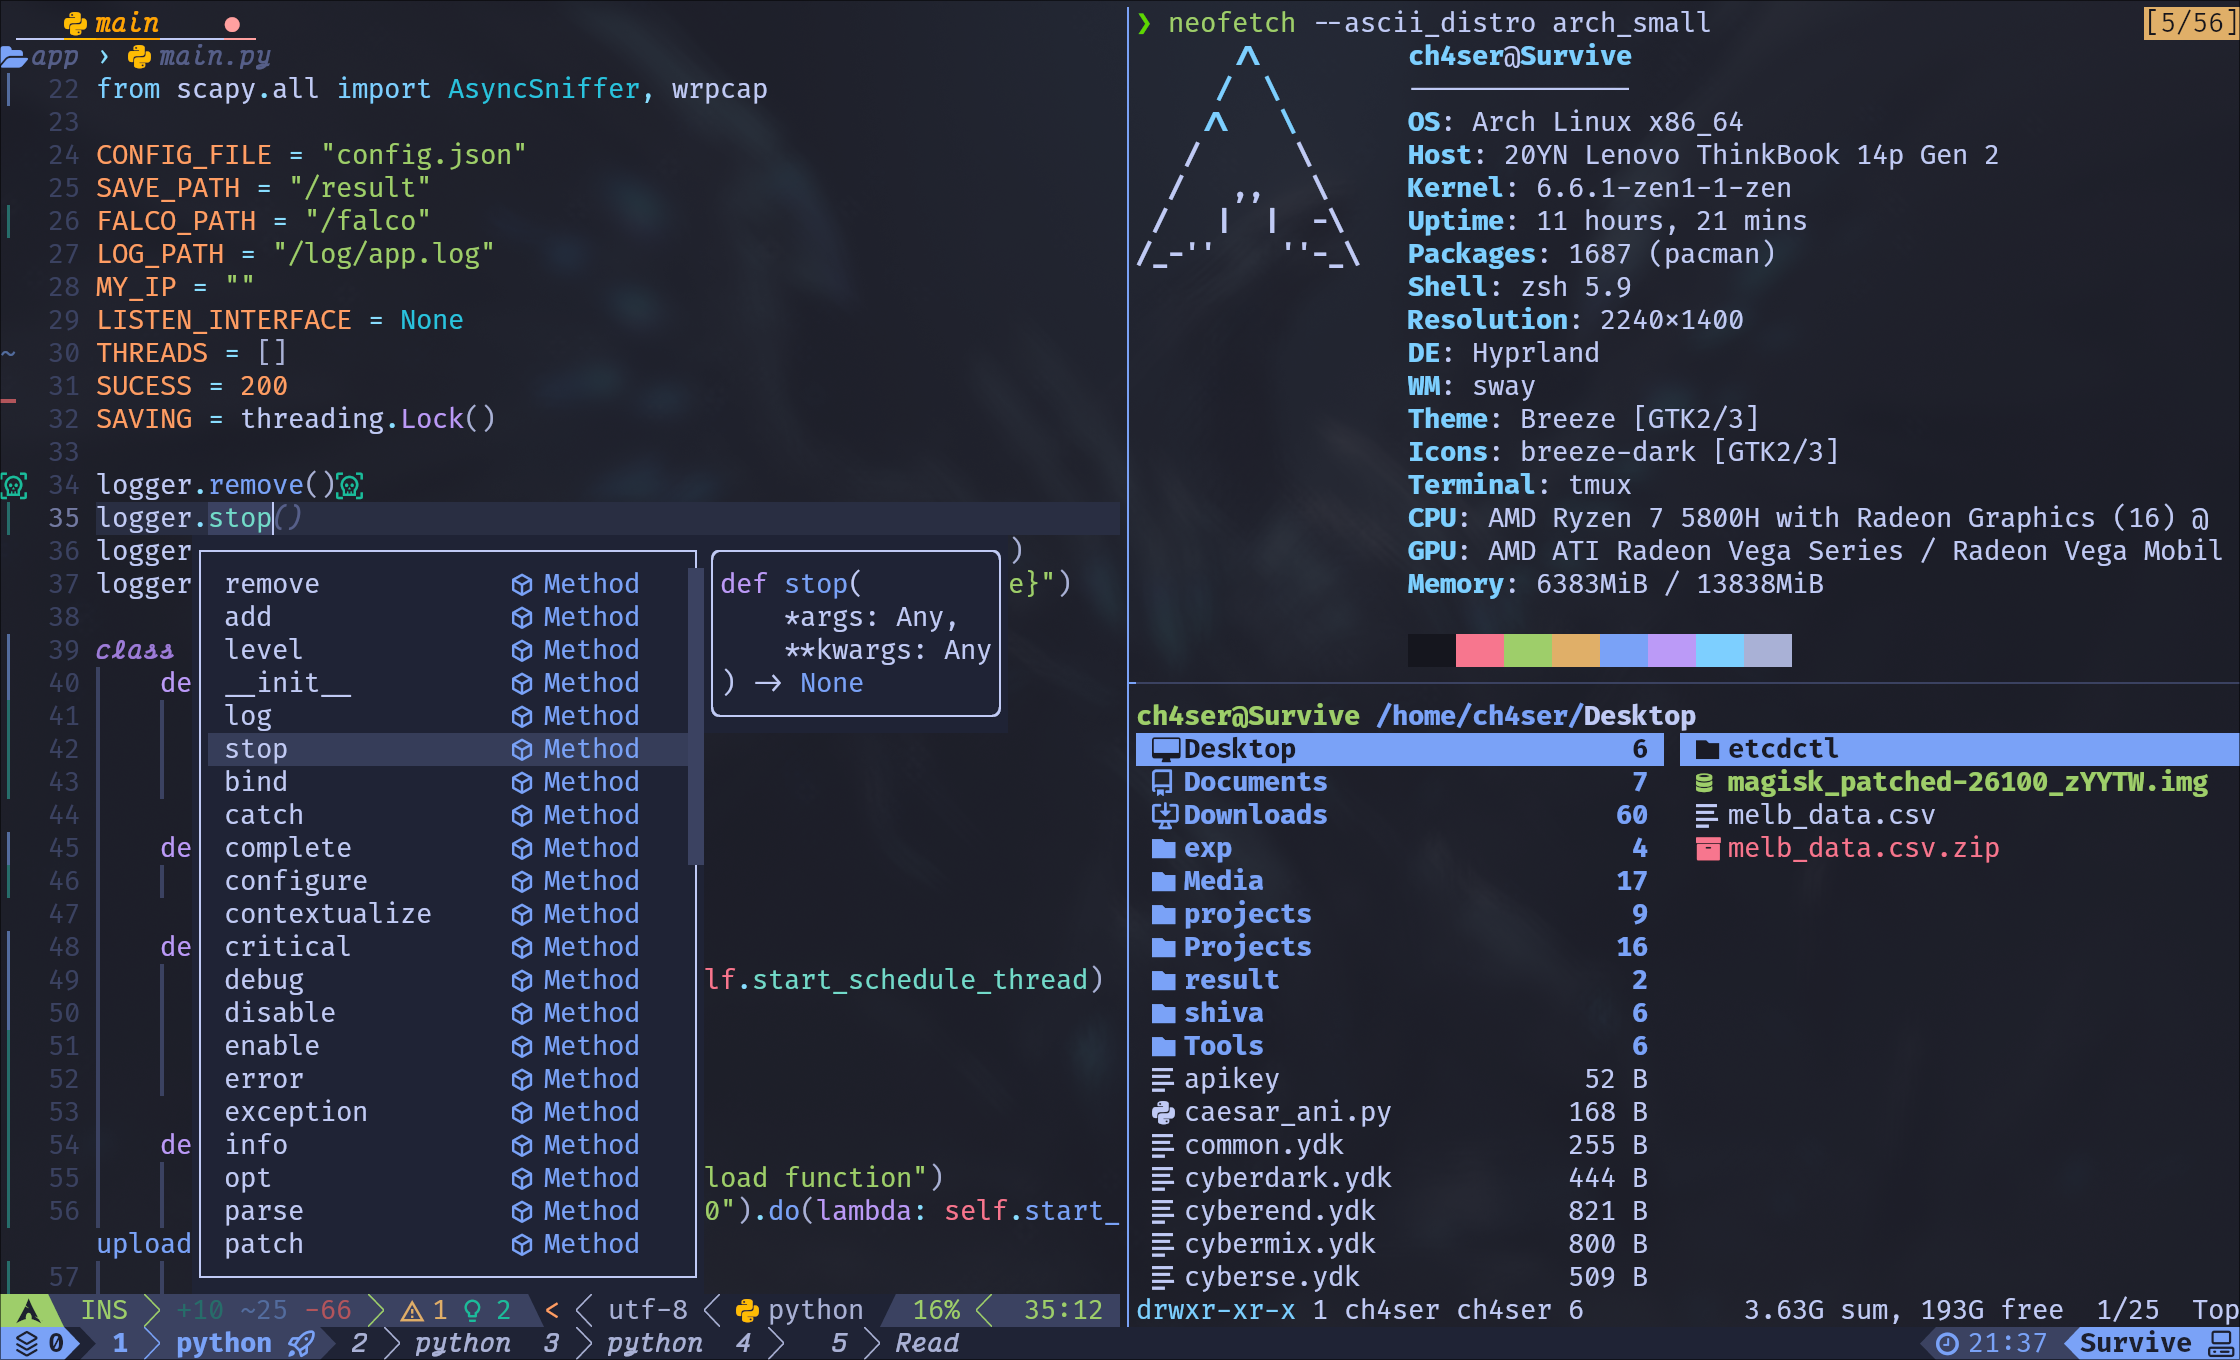 main
app › main.py
22 from scapy.all import AsyncSniffer, wrpcap
23
24 CONFIG_FILE = "config.json"
25 SAVE_PATH = "/result"
26 FALCO_PATH = "/falco"
27 LOG_PATH = "/log/app.log"
28 MY_IP = ""
29 LISTEN_INTERFACE = None
~ 30 THREADS = []
31 SUCESS = 200
32 SAVING = threading.Lock()
33
34 logger.remove()
35 logger.stop()
36 logger )
37 logger e}")
38
39 class
40 de
41
42
43
44
45 de
46
47
48 de
49 lf.start_schedule_thread)
50
51
52
53
54 de
55 load function")
56 0").do(lambda: self.start_
upload
57
remove Method
add Method
level Method
__init__ Method
log Method
stop Method
bind Method
catch Method
complete Method
configure Method
contextualize Method
critical Method
debug Method
disable Method
enable Method
error Method
exception Method
info Method
opt Method
parse Method
patch Method
def stop(
*args: Any,
**kwargs: Any
) -> None
INS +10 ~25 -66 1 2 < utf-8 python 16% 35:12
❯ neofetch --ascii_distro arch_small [5/56]
ch4ser@Survive
OS: Arch Linux x86_64
Host: 20YN Lenovo ThinkBook 14p Gen 2
Kernel: 6.6.1-zen1-1-zen
Uptime: 11 hours, 21 mins
Packages: 1687 (pacman)
Shell: zsh 5.9
Resolution: 2240×1400
DE: Hyprland
WM: sway
Theme: Breeze [GTK2/3]
Icons: breeze-dark [GTK2/3]
Terminal: tmux
CPU: AMD Ryzen 7 5800H with Radeon Graphics (16) @
GPU: AMD ATI Radeon Vega Series / Radeon Vega Mobil
Memory: 6383MiB / 13838MiB
ch4ser@Survive /home/ch4ser/Desktop
Desktop 6
Documents 7
Downloads 60
exp 4
Media 17
projects 9
Projects 16
result 2
shiva 6
Tools 6
apikey 52 B
caesar_ani.py 168 B
common.ydk 255 B
cyberdark.ydk 444 B
cyberend.ydk 821 B
cybermix.ydk 800 B
cyberse.ydk 509 B
etcdctl
magisk_patched-26100_zYYTW.img
melb_data.csv
melb_data.csv.zip
drwxr-xr-x 1 ch4ser ch4ser 6 3.63G sum, 193G free 1/25 Top
0 1 python 2 python 3 python 4 5 Read 21:37 Survive